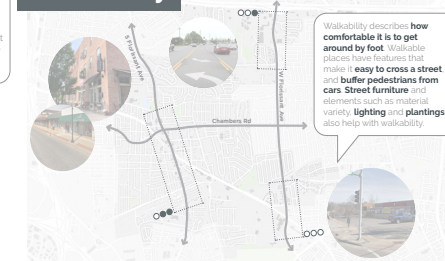 S Florissant Ave
W Florissant Ave
Chambers Rd
Walkability describes how
comfortable it is to get
around by foot. Walkable
places have features that
make it easy to cross a street
and buffer pedestrians from
cars. Street furniture and
elements such as material
variety, lighting and plantings
also help with walkability.